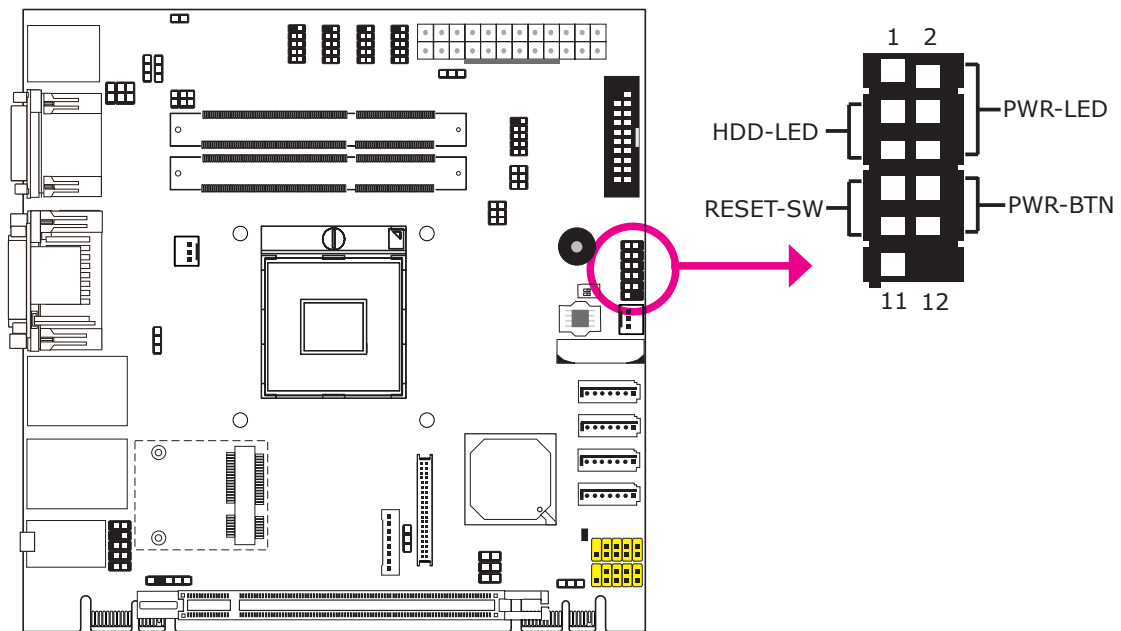 1 2
PWR-LED
HDD-LED
RESET-SW
PWR-BTN
11 12